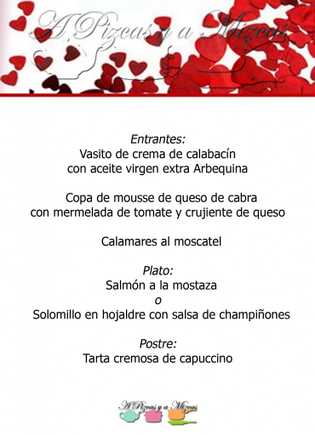 A Pizcas y a Mizcas
Entrantes:
Vasito de crema de calabacín
con aceite virgen extra Arbequina
Copa de mousse de queso de cabra
con mermelada de tomate y crujiente de queso
Calamares al moscatel
Plato:
Salmón a la mostaza
o
Solomillo en hojaldre con salsa de champiñones
Postre:
Tarta cremosa de capuccino
A Pizcas y a Mizcas